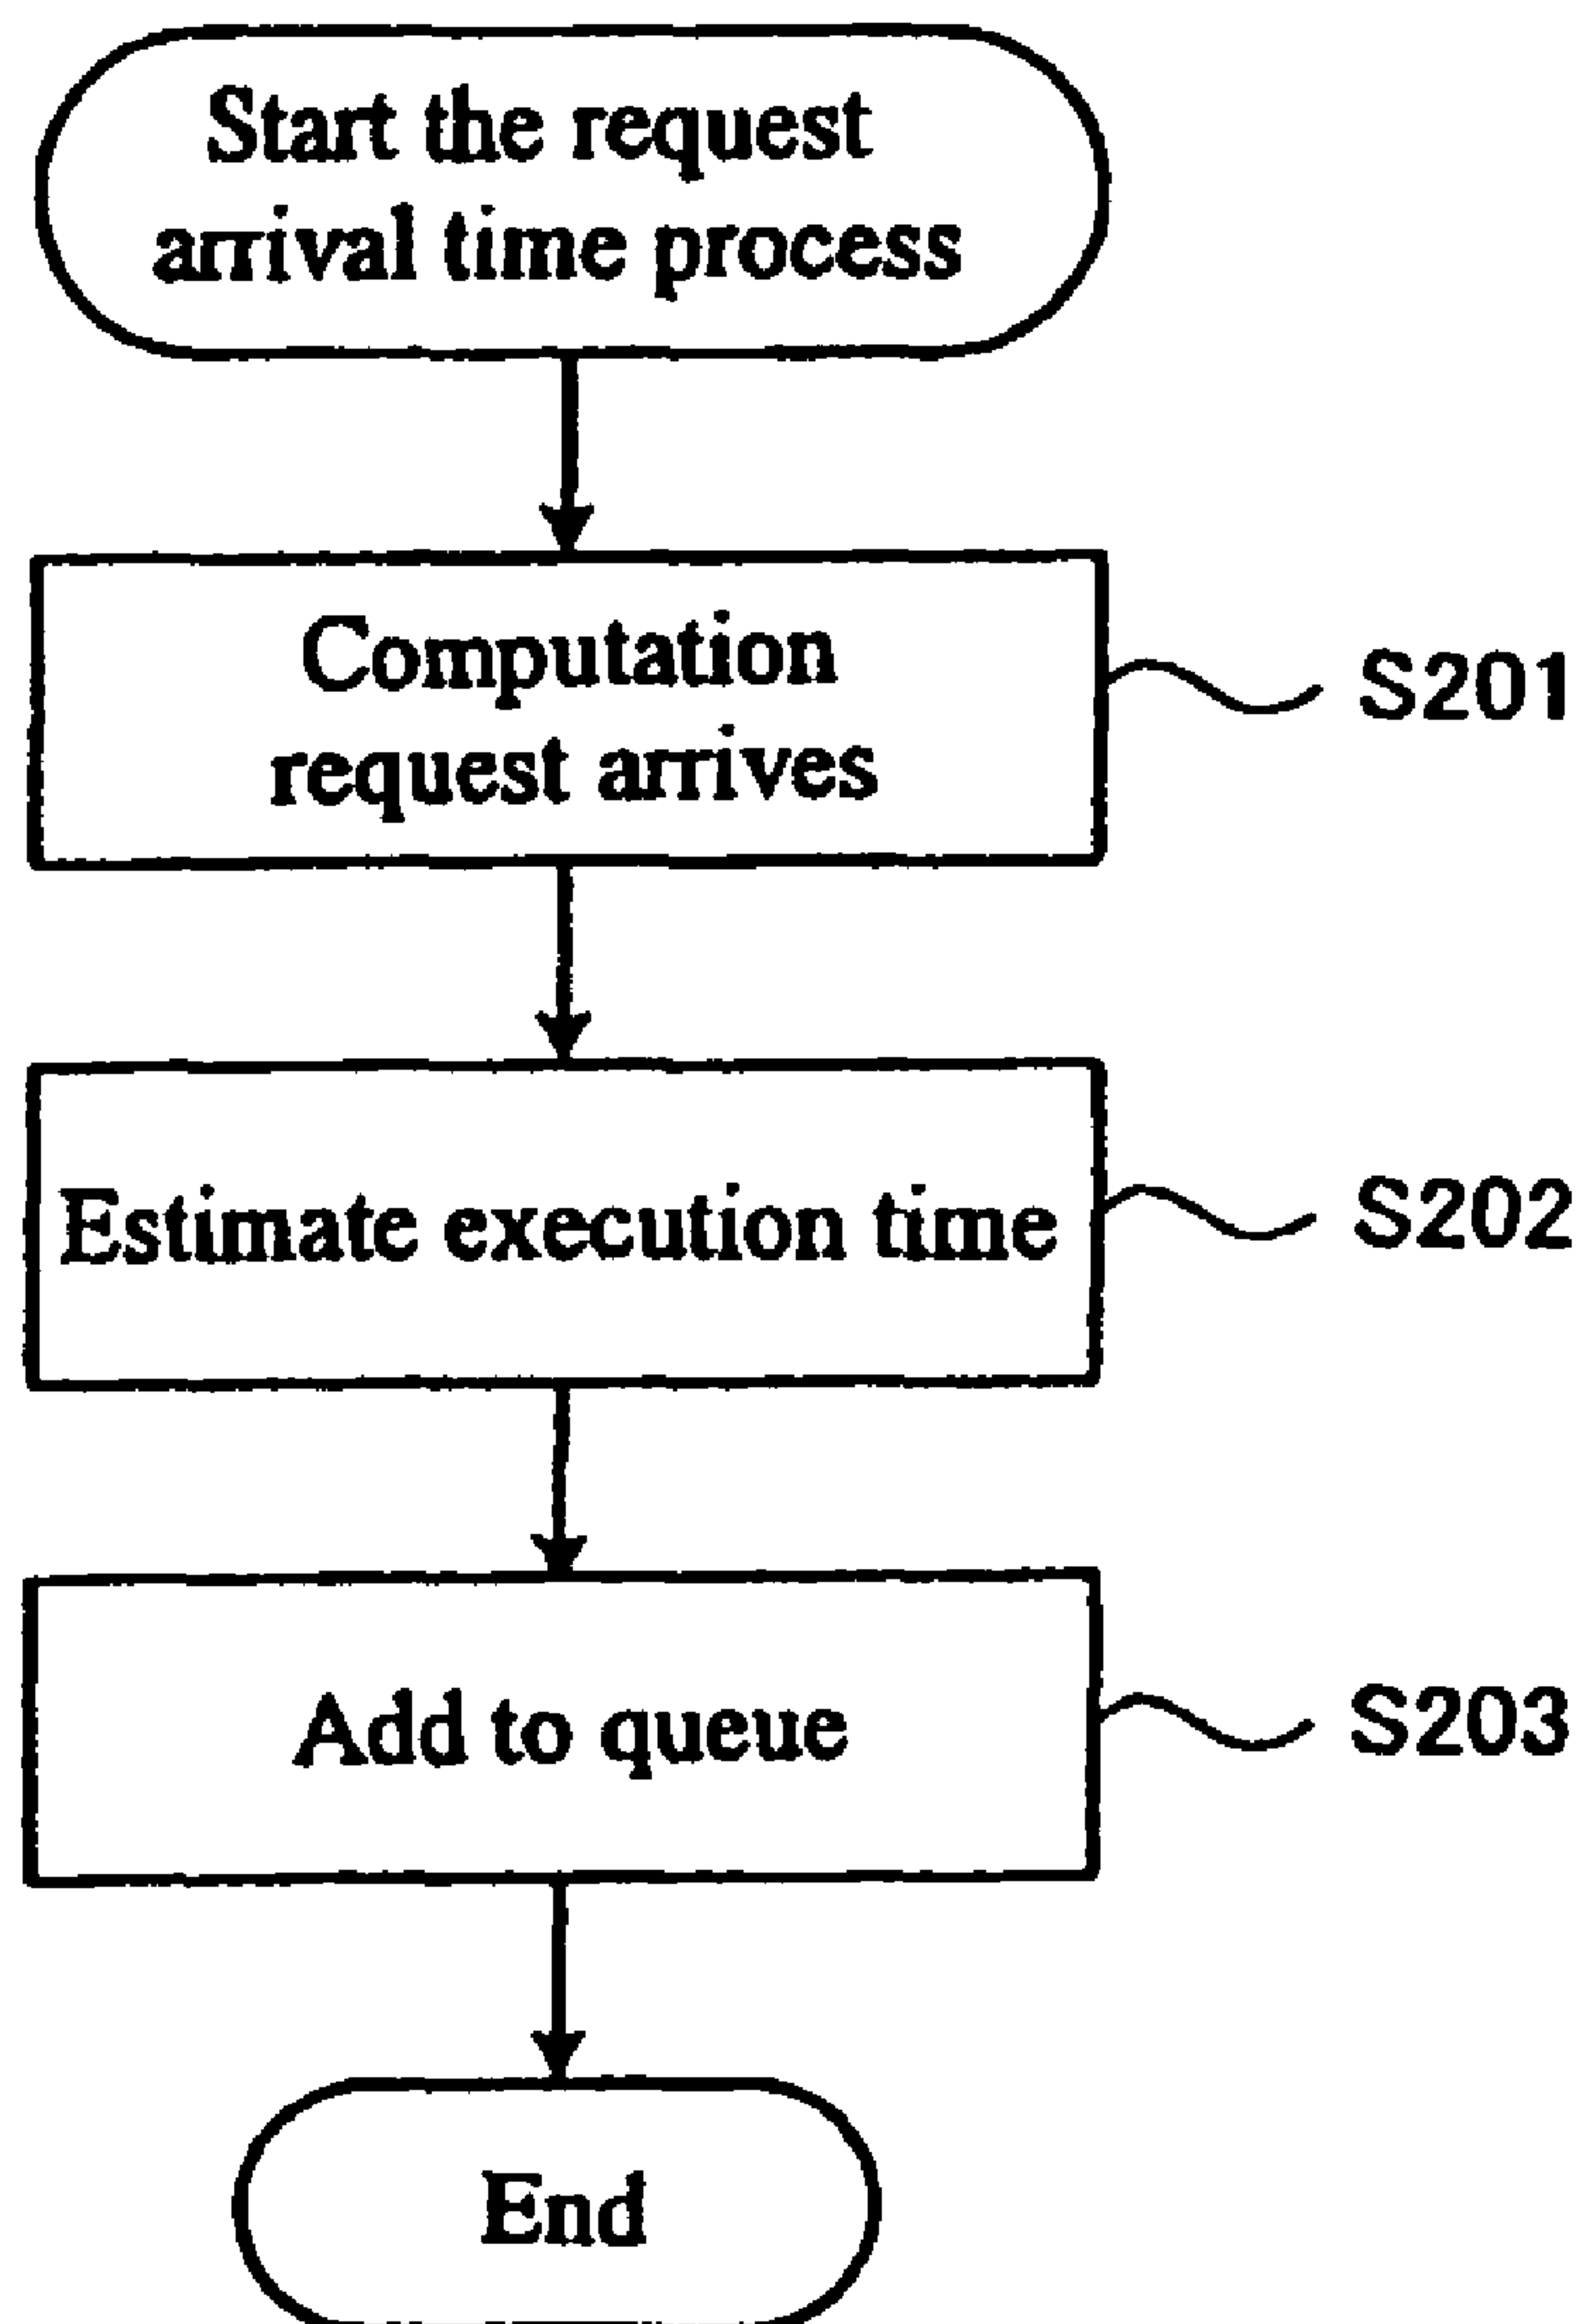 Start the request
arrival time process
Computation
request arrives
S201
Estimate execution time
S202
Add to queue
S203
End